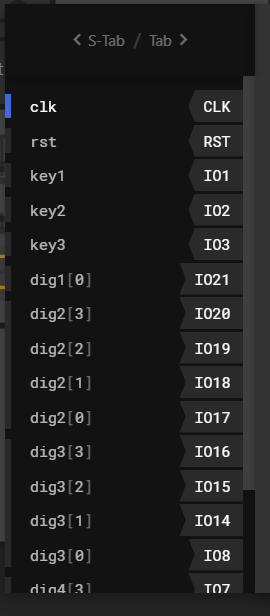 < S-Tab / Tab >
clk CLK
rst RST
key1 IO1
key2 IO2
key3 IO3
dig1[0] IO21
dig2[3] IO20
dig2[2] IO19
dig2[1] IO18
dig2[0] IO17
dig3[3] IO16
dig3[2] IO15
dig3[1] IO14
dig3[0] IO8
dig4[3] IO7